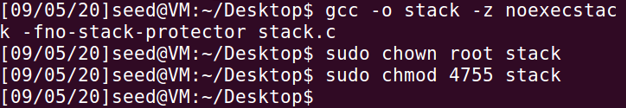 [09/05/20]seed@VM:~/Desktop$ gcc -o stack -z noexecstac
k -fno-stack-protector stack.c
[09/05/20]seed@VM:~/Desktop$ sudo chown root stack
[09/05/20]seed@VM:~/Desktop$ sudo chmod 4755 stack
[09/05/20]seed@VM:~/Desktop$